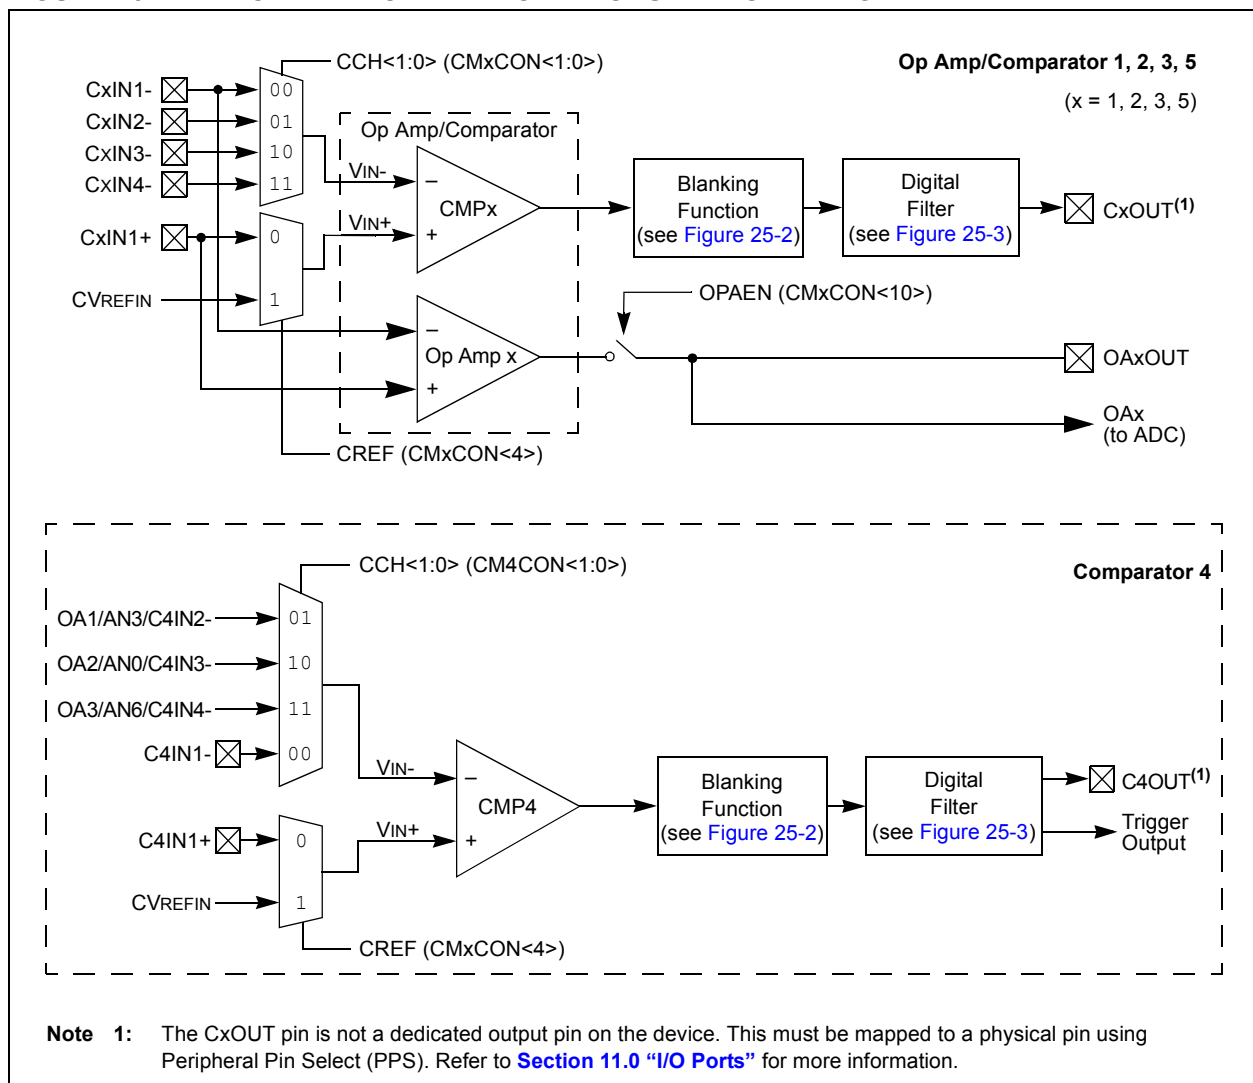 CCH<1:0> (CMxCON<1:0>)
Op Amp/Comparator 1, 2, 3, 5
(x = 1, 2, 3, 5)
CxIN1-
00
CxIN2-
01
Op Amp/Comparator
CXIN3-
10
VIN-
CXIN4-
11
–
CMPx
+
Blanking
Function
(see Figure 25-2)
Digital
Filter
(see Figure 25-3)
CxOUT(1)
CxIN1+
0
VIN+
CVREFIN
1
OPAEN (CMxCON<10>)
–
Op Amp x
+
OAxOUT
OAx
(to ADC)
CREF (CMxCON<4>)
CCH<1:0> (CM4CON<1:0>)
Comparator 4
OA1/AN3/C4IN2-
01
OA2/AN0/C4IN3-
10
OA3/AN6/C4IN4-
11
C4IN1-
00
VIN-
–
CMP4
+
Blanking
Function
(see Figure 25-2)
Digital
Filter
(see Figure 25-3)
C4OUT(1)
Trigger
Output
C4IN1+
0
VIN+
CVREFIN
1
CREF (CMxCON<4>)
Note 1: The CxOUT pin is not a dedicated output pin on the device. This must be mapped to a physical pin using
Peripheral Pin Select (PPS). Refer to Section 11.0 “I/O Ports” for more information.